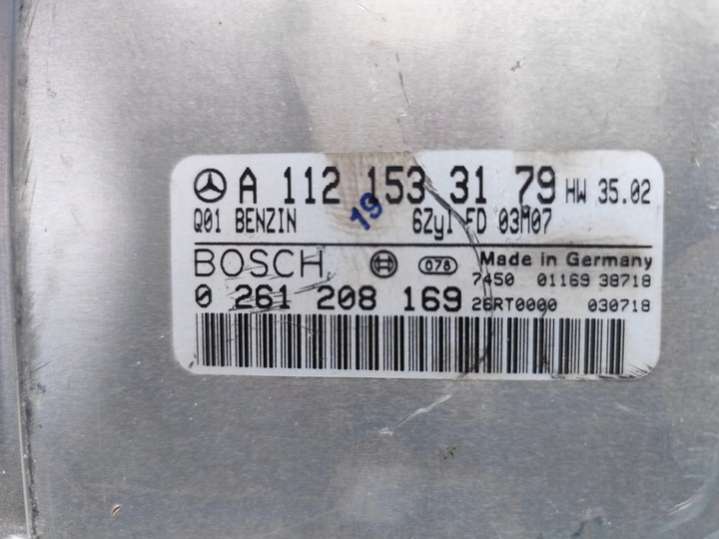 A 112 153 31 79 HW 35.02
Q01 BENZIN 6Zyl FD 03M07
19
BOSCH 078 Made in Germany
7450 01169 38718
0 261 208 169 26RT0000 030718